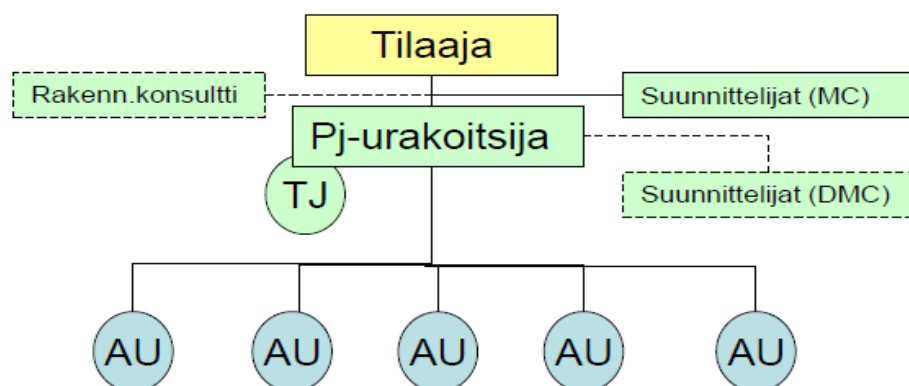 Tilaaja
Rakenn.konsultti
Suunnittelijat (MC)
Pj-urakoitsija
TJ
Suunnittelijat (DMC)
AU
AU
AU
AU
AU